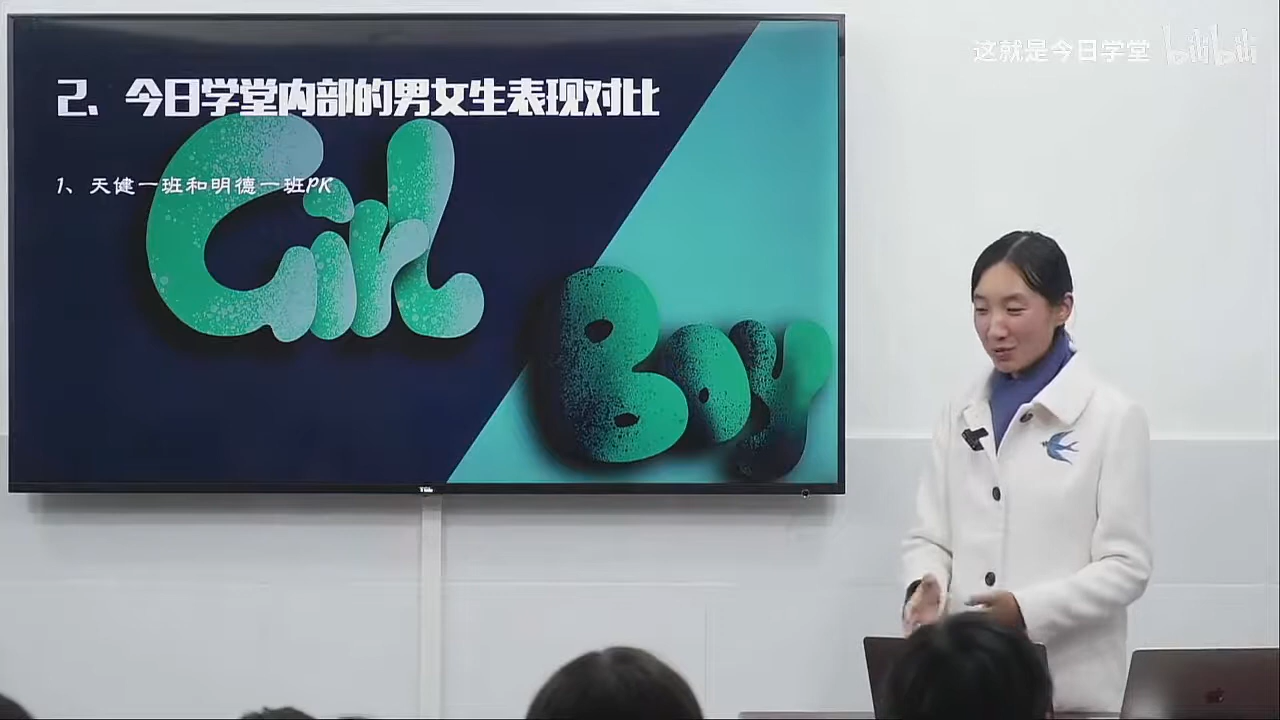 这就是今日学堂 bilibili
2、今日学堂内部的男女生表现对比
1、天健一班和明德一班PK
Girl
Boy